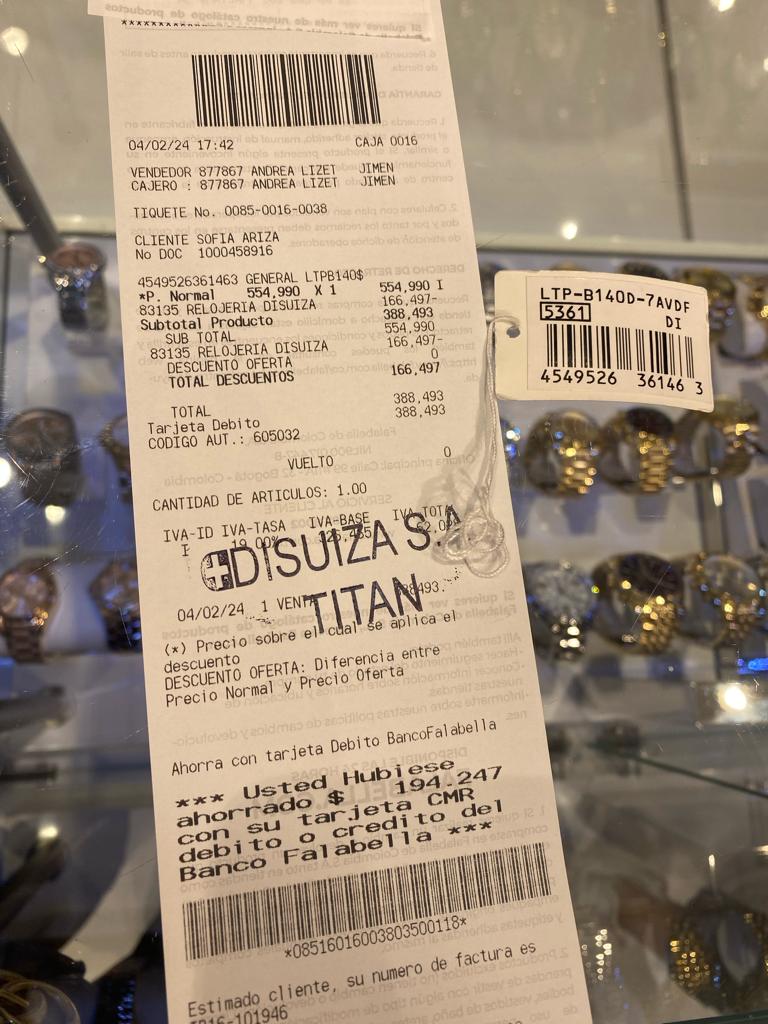 ***************************
04/02/24 17:42 CAJA 0016
VENDEDOR 877867 ANDREA LIZET JIMEN
CAJERO : 877867 ANDREA LIZET JIMEN
TIQUETE No. 0085-0016-0038
CLIENTE SOFIA ARIZA
No DOC 1000458916
4549526361463 GENERAL LTPB140$ 554,990 I
*P. Normal 554,990 X 1 166,497-
83135 RELOJERIA DISUIZA 388,493
Subtotal Producto 554,990
SUB TOTAL 166,497-
83135 RELOJERIA DISUIZA 0
DESCUENTO OFERTA 166,497
TOTAL DESCUENTOS
TOTAL 388,493
Tarjeta Debito 388,493
CODIGO AUT.: 605032
VUELTO 0
CANTIDAD DE ARTICULOS: 1.00
IVA-ID IVA-TASA IVA-BASE IVA-TOTA
19.00%
DISUIZA S.A
TITAN
04/02/24 1 VENT
(*) Precio sobre el cual se aplica el
descuento
DESCUENTO OFERTA: Diferencia entre
Precio Normal y Precio Oferta
Ahorra con tarjeta Debito BancoFalabella
*** Usted Hubiese
ahorrado $ 194.247
con su tarjeta CMR
debito o credito del
Banco Falabella ***
*08516016003803500118*
Estimado cliente, su numero de factura es
LTP-B140D-7AVDF
5361 DI
4549526 36146 3